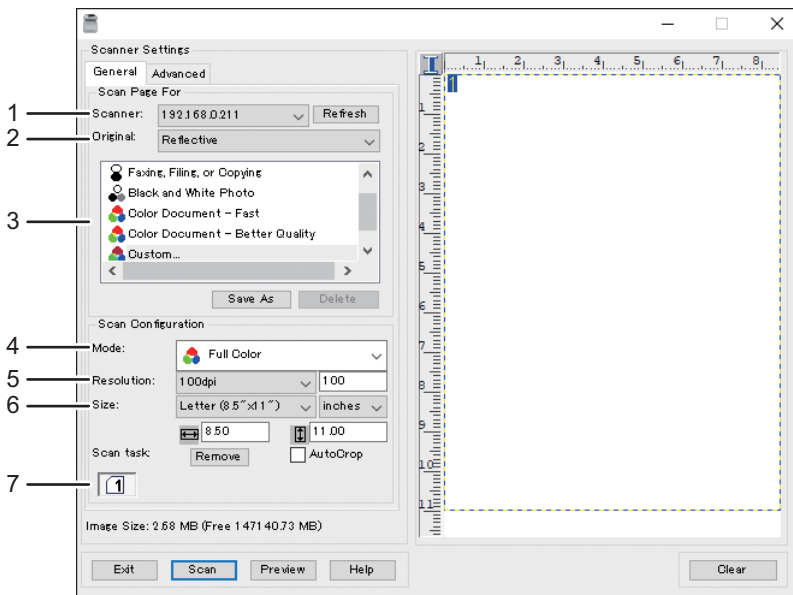 Scanner Settings
General Advanced
Scan Page For
1 Scanner: 192.168.0.211 Refresh
2 Original: Reflective
3
Faxing, Filing, or Copying
Black and White Photo
Color Document - Fast
Color Document - Better Quality
Custom...
Save As Delete
Scan Configuration
4 Mode: Full Color
5 Resolution: 100dpi 100
6 Size: Letter (8.5"x11") inches
8.50 11.00
Scan task: Remove AutoCrop
7 1
Image Size: 2.68 MB (Free 147140.73 MB)
Exit Scan Preview Help
1 2 3 4 5 6 7 8
1
1
2
3
4
5
6
7
8
9
10
11
Clear